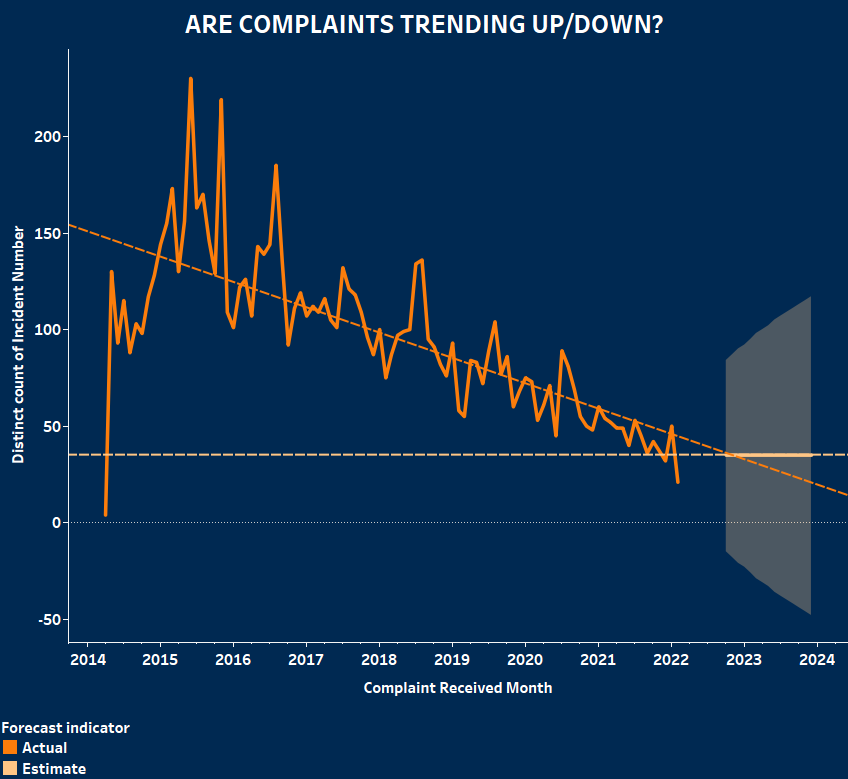 ARE COMPLAINTS TRENDING UP/DOWN?
Distinct count of Incident Number
200
150
100
50
0
-50
2014 2015 2016 2017 2018 2019 2020 2021 2022 2023 2024
Complaint Received Month
Forecast indicator
Actual
Estimate